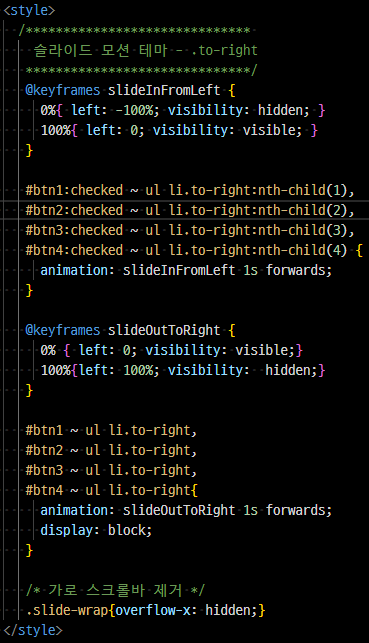 <style>
/******************************
슬라이드 모션 테마 - .to-right
******************************/
@keyframes slideInFromLeft {
0%{ left: -100%; visibility: hidden; }
100%{ left: 0; visibility: visible; }
}
#btn1:checked ~ ul li.to-right:nth-child(1),
#btn2:checked ~ ul li.to-right:nth-child(2),
#btn3:checked ~ ul li.to-right:nth-child(3),
#btn4:checked ~ ul li.to-right:nth-child(4) {
animation: slideInFromLeft 1s forwards;
}
@keyframes slideOutToRight {
0% { left: 0; visibility: visible;}
100%{left: 100%; visibility:  hidden;}
}
#btn1 ~ ul li.to-right,
#btn2 ~ ul li.to-right,
#btn3 ~ ul li.to-right,
#btn4 ~ ul li.to-right{
animation: slideOutToRight 1s forwards;
display: block;
}
/* 가로 스크롤바 제거 */
.slide-wrap{overflow-x: hidden;}
</style>